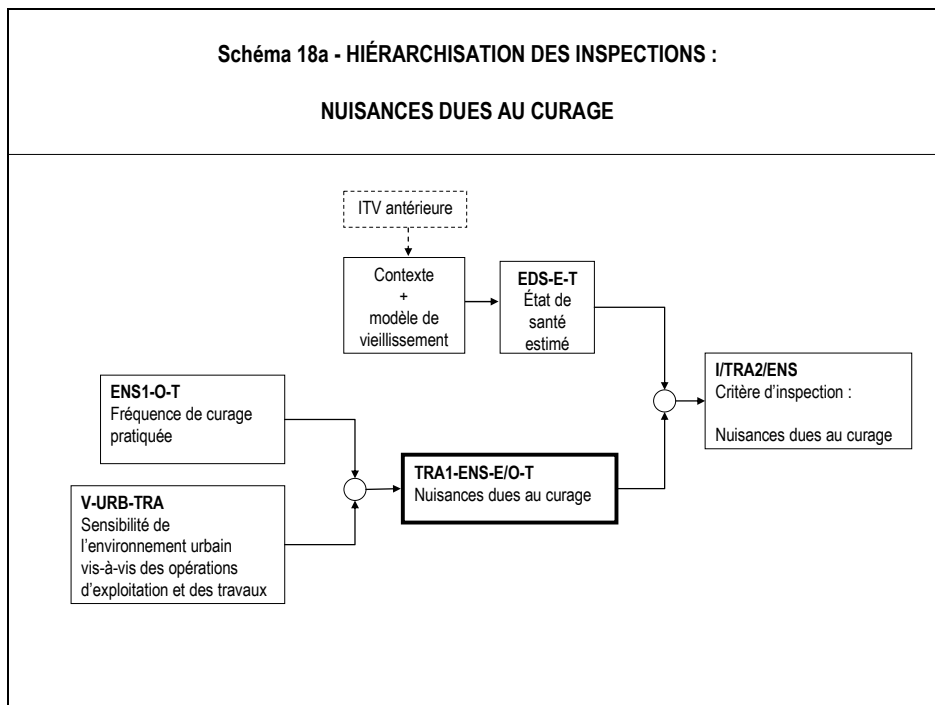 Schéma 18a - HIÉRARCHISATION DES INSPECTIONS :
NUISANCES DUES AU CURAGE
ITV antérieure
Contexte
+
modèle de
vieillissement
EDS-E-T
État de
santé
estimé
I/TRA2/ENS
Critère d'inspection :
Nuisances dues au curage
ENS1-O-T
Fréquence de curage
pratiquée
TRA1-ENS-E/O-T
Nuisances dues au curage
V-URB-TRA
Sensibilité de
l'environnement urbain
vis-à-vis des opérations
d'exploitation et des travaux